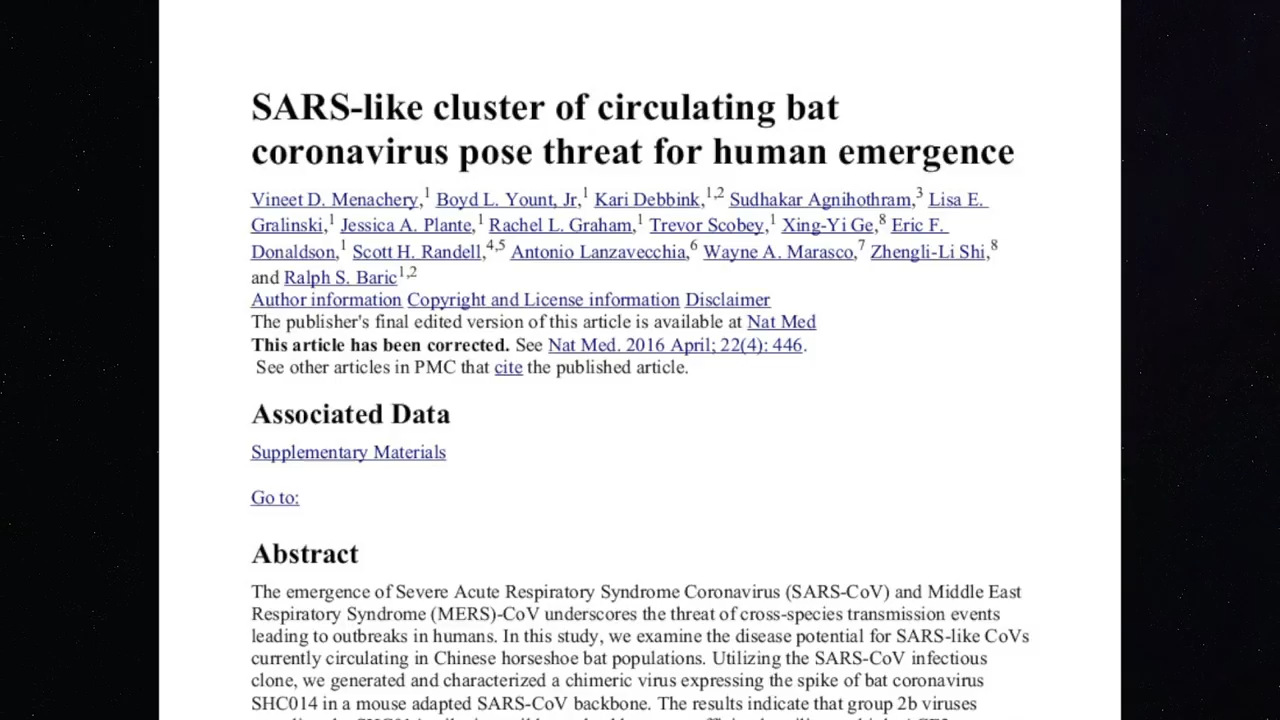 SARS-like cluster of circulating bat
coronavirus pose threat for human emergence
Vineet D. Menachery,1 Boyd L. Yount, Jr,1 Kari Debbink,1,2 Sudhakar Agnihothram,3 Lisa E.
Gralinski,1 Jessica A. Plante,1 Rachel L. Graham,1 Trevor Scobey,1 Xing-Yi Ge,8 Eric F.
Donaldson,1 Scott H. Randell,4,5 Antonio Lanzavecchia,6 Wayne A. Marasco,7 Zhengli-Li Shi,8
and Ralph S. Baric1,2
Author information Copyright and License information Disclaimer
The publisher's final edited version of this article is available at Nat Med
This article has been corrected. See Nat Med. 2016 April; 22(4): 446.
See other articles in PMC that cite the published article.
Associated Data
Supplementary Materials
Go to:
Abstract
The emergence of Severe Acute Respiratory Syndrome Coronavirus (SARS-CoV) and Middle East
Respiratory Syndrome (MERS)-CoV underscores the threat of cross-species transmission events
leading to outbreaks in humans. In this study, we examine the disease potential for SARS-like CoVs
currently circulating in Chinese horseshoe bat populations. Utilizing the SARS-CoV infectious
clone, we generated and characterized a chimeric virus expressing the spike of bat coronavirus
SHC014 in a mouse adapted SARS-CoV backbone. The results indicate that group 2b viruses